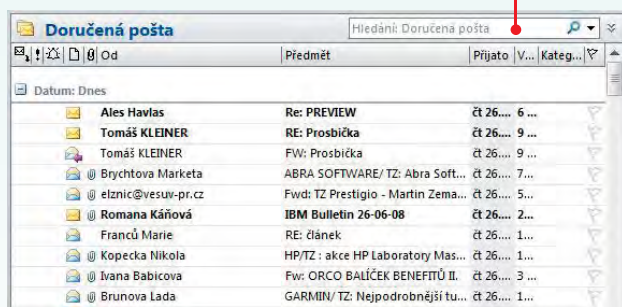 Doručená pošta Hledání: Doručená pošta
! Od Předmět Přijato V... Kateg...
Datum: Dnes
Ales Havlas Re: PREVIEW čt 26.... 6 ...
Tomáš KLEINER RE: Prosbička čt 26.... 9 ...
Tomáš KLEINER FW: Prosbička čt 26.... 9 ...
Brychtova Marketa ABRA SOFTWARE/ TZ: Abra Soft... čt 26.... 7...
elznic@vesuv-pr.cz Fwd: TZ Prestigio - Martin Zema... čt 26.... 5...
Romana Káňová IBM Bulletin 26-06-08 čt 26.... 2...
Franců Marie RE: článek čt 26.... 1...
Kopecka Nikola HP/TZ : akce HP Laboratory Mas... čt 26.... 1...
Ivana Babicova Fw: ORCO BALÍČEK BENEFITŮ II. čt 26.... 3 ...
Brunova Lada GARMIN/ TZ: Nejpodrobnější tu... čt 26.... 1...